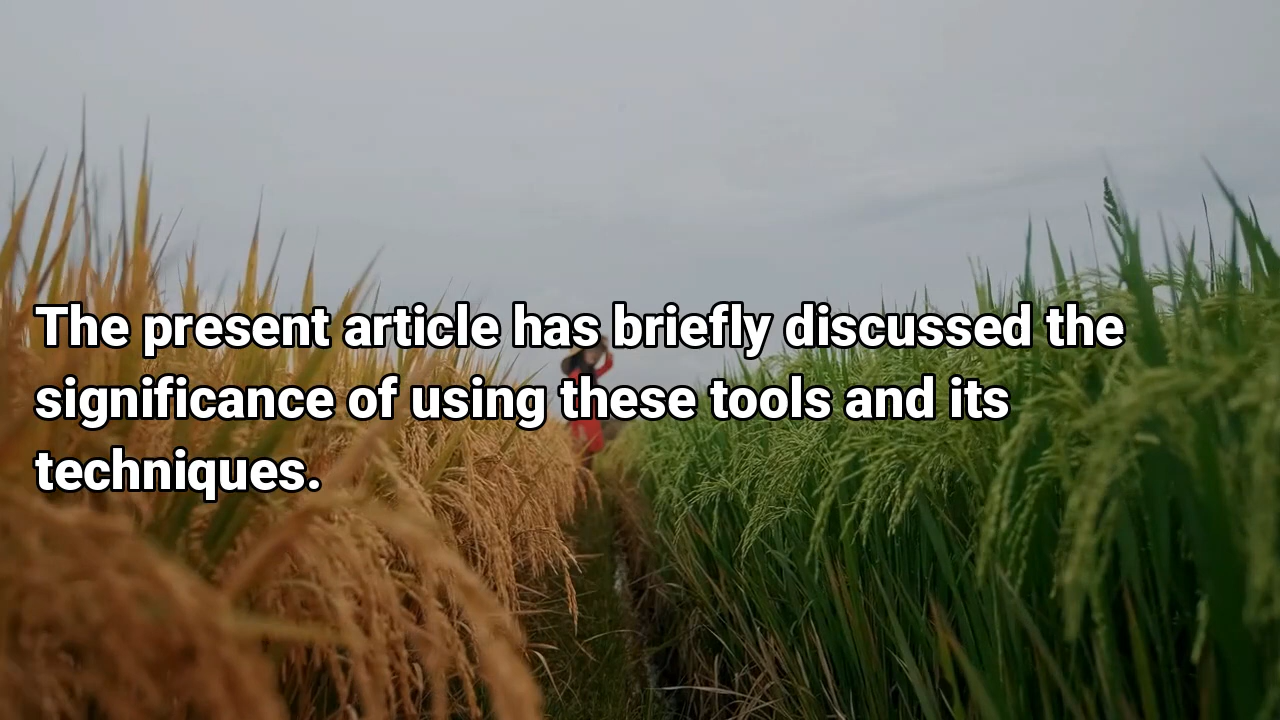 The present article has briefly discussed the
significance of using these tools and its
techniques.